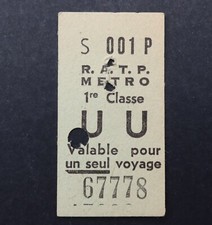 S 001 P
R.A.T.P.
METRO
1re Classe
U U
Valable pour
un seul voyage
67778